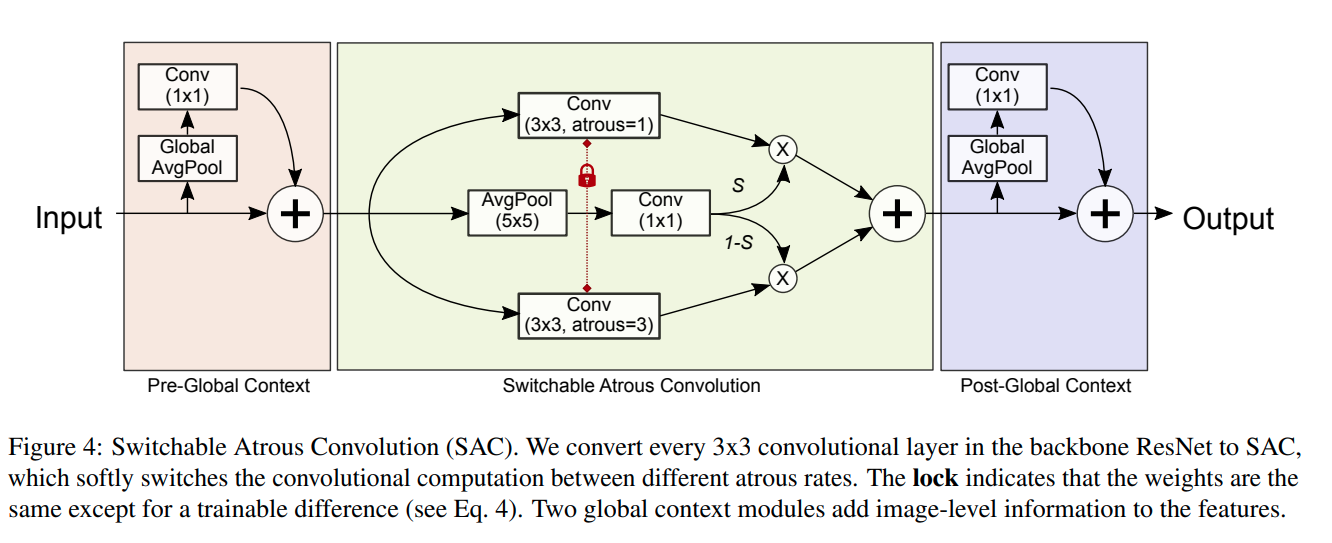 Input
Conv
(1x1)
Global
AvgPool
+
Pre-Global Context
Conv
(3x3, atrous=1)
AvgPool
(5x5)
Conv
(1x1)
S
1-S
X
X
Conv
(3x3, atrous=3)
+
Switchable Atrous Convolution
Conv
(1x1)
Global
AvgPool
+
Post-Global Context
Output
Figure 4: Switchable Atrous Convolution (SAC). We convert every 3x3 convolutional layer in the backbone ResNet to SAC,
which softly switches the convolutional computation between different atrous rates. The lock indicates that the weights are the
same except for a trainable difference (see Eq. 4). Two global context modules add image-level information to the features.